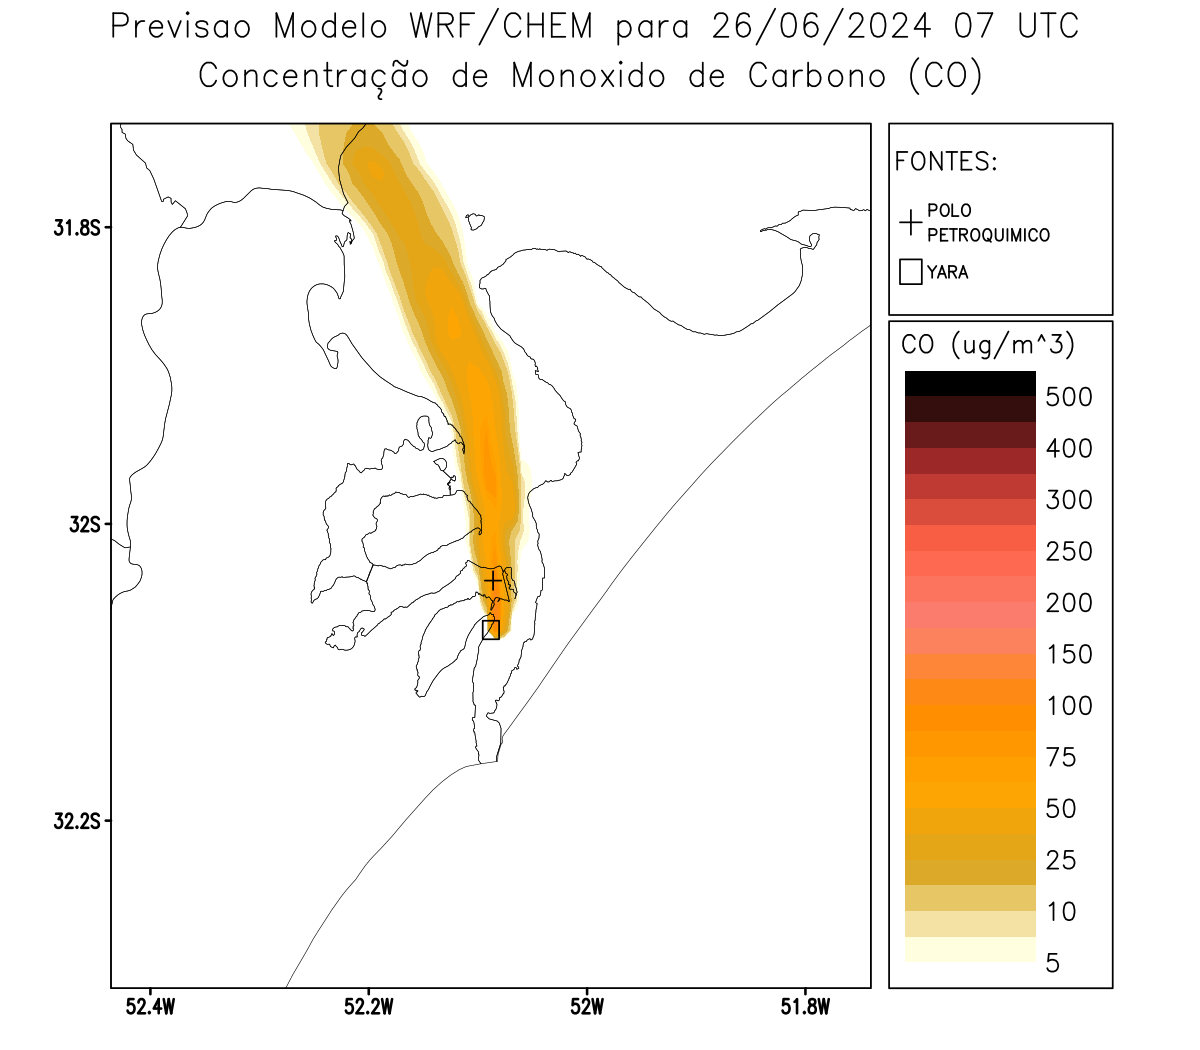 Previsao Modelo WRF/CHEM para 26/06/2024 07 UTC
Concentração de Monoxido de Carbono (CO)
FONTES:
POLO
PETROQUIMICO
YARA
CO (ug/m^3)
500
400
300
250
200
150
100
75
50
25
10
5
31.8S
32S
32.2S
52.4W
52.2W
52W
51.8W